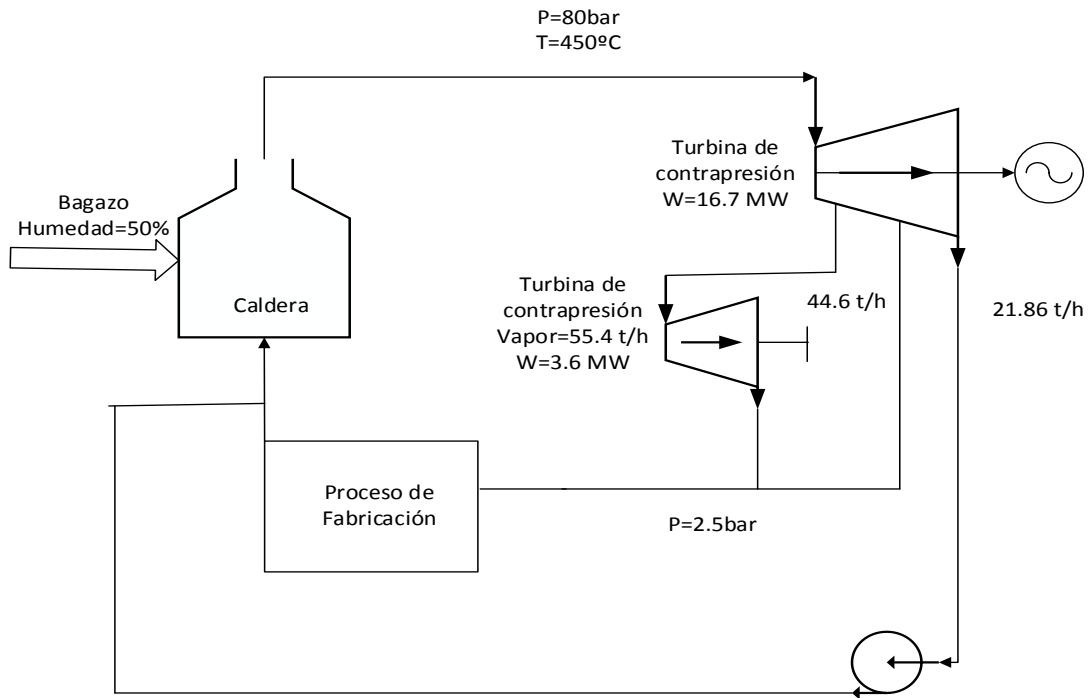 P=80bar
T=450ºC
Turbina de
contrapresión
W=16.7 MW
Bagazo
Humedad=50%
Caldera
Turbina de
contrapresión
Vapor=55.4 t/h
W=3.6 MW
44.6 t/h
21.86 t/h
Proceso de
Fabricación
P=2.5bar